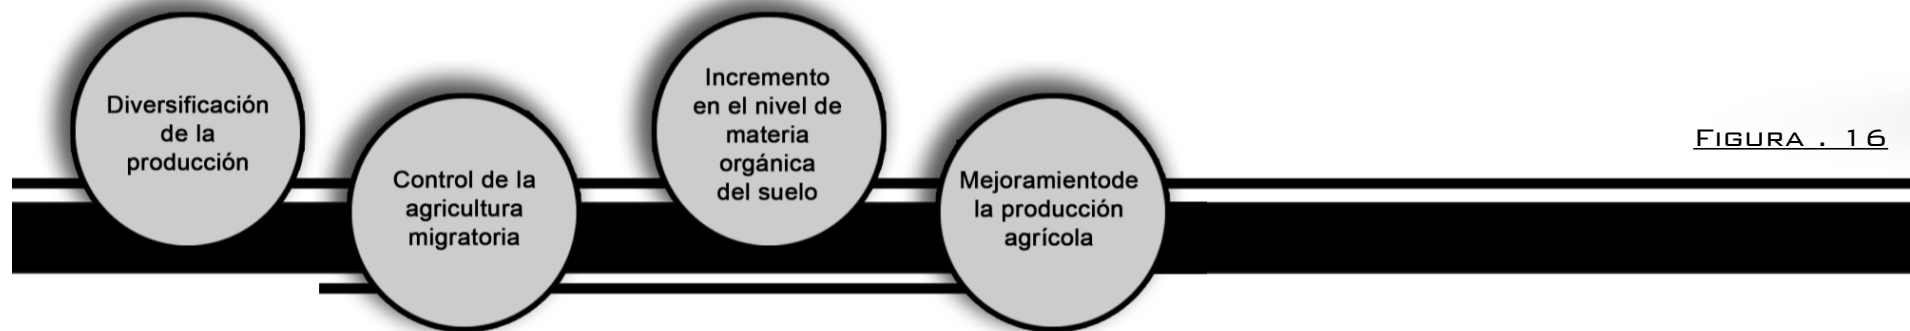 Diversificación
de la
producción
Control de la
agricultura
migratoria
Incremento
en el nivel de
materia
orgánica
del suelo
Mejoramientode
la producción
agrícola
FIGURA . 16